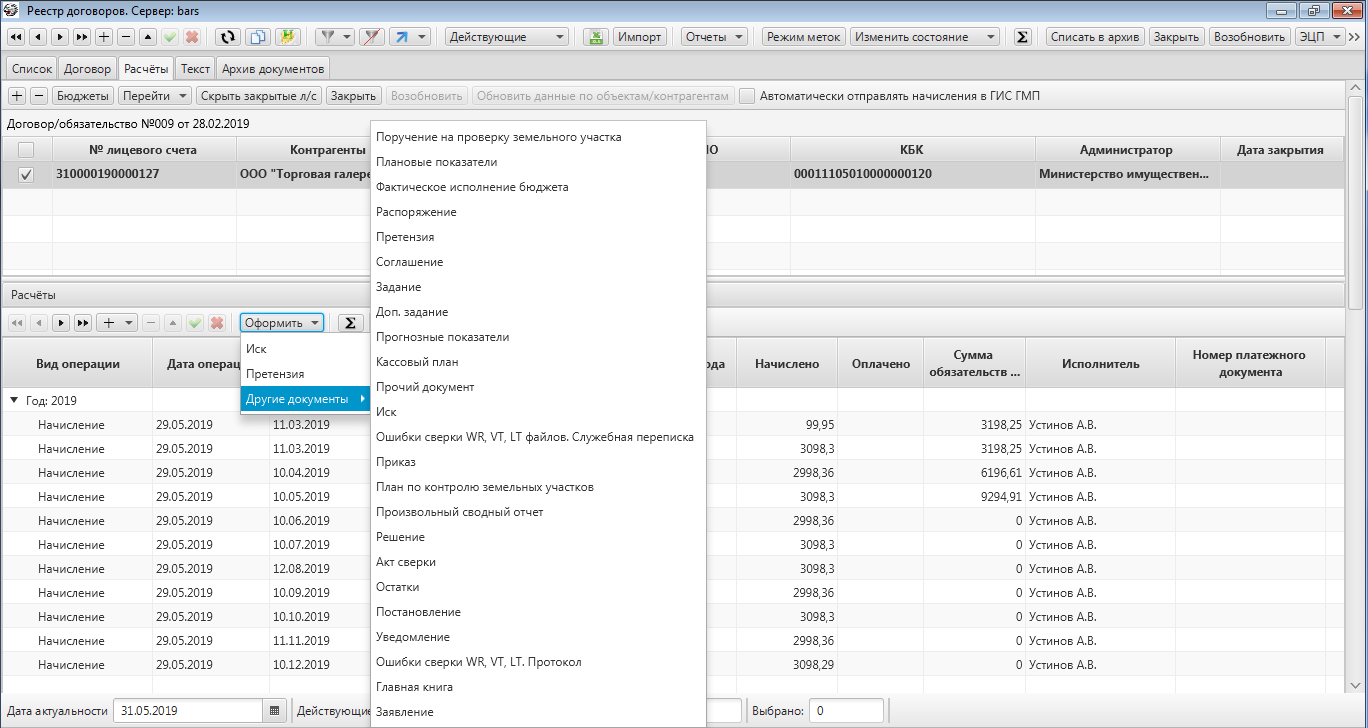 Реестр договоров. Сервер: bars
Действующие Импорт Отчеты Режим меток Изменить состояние Σ Списать в архив Закрыть Возобновить ЭЦП
Список Договор Расчёты Текст Архив документов
Бюджеты Перейти Скрыть закрытые л/с Закрыть Возобновить Обновить данные по объектам/контрагентам Автоматически отправлять начисления в ГИС ГМП
Договор/обязательство №009 от 28.02.2019
№ лицевого счета Контрагенты КБК Администратор Дата закрытия
310000190000127 ООО "Торговая галере 00011105010000000120 Министерство имуществен...
Расчёты
Оформить Σ
Иск
Претензия
Другие документы
Поручение на проверку земельного участка
Плановые показатели
Фактическое исполнение бюджета
Распоряжение
Претензия
Соглашение
Задание
Доп. задание
Прогнозные показатели
Кассовый план
Прочий документ
Иск
Ошибки сверки WR, VT, LT файлов. Служебная переписка
Приказ
План по контролю земельных участков
Произвольный сводный отчет
Решение
Акт сверки
Остатки
Постановление
Уведомление
Ошибки сверки WR, VT, LT. Протокол
Главная книга
Заявление
Вид операции Дата операц ода Начислено Оплачено Сумма обязательств ... Исполнитель Номер платежного документа
Год: 2019
Начисление 29.05.2019 11.03.2019 99,95 3198,25 Устинов А.В.
Начисление 29.05.2019 11.03.2019 3098,3 3198,25 Устинов А.В.
Начисление 29.05.2019 10.04.2019 2998,36 6196,61 Устинов А.В.
Начисление 29.05.2019 10.05.2019 3098,3 9294,91 Устинов А.В.
Начисление 29.05.2019 10.06.2019 2998,36 0 Устинов А.В.
Начисление 29.05.2019 10.07.2019 3098,3 0 Устинов А.В.
Начисление 29.05.2019 12.08.2019 3098,3 0 Устинов А.В.
Начисление 29.05.2019 10.09.2019 2998,36 0 Устинов А.В.
Начисление 29.05.2019 10.10.2019 3098,3 0 Устинов А.В.
Начисление 29.05.2019 11.11.2019 2998,36 0 Устинов А.В.
Начисление 29.05.2019 10.12.2019 3098,29 0 Устинов А.В.
Дата актуальности 31.05.2019 Действующие Выбрано: 0